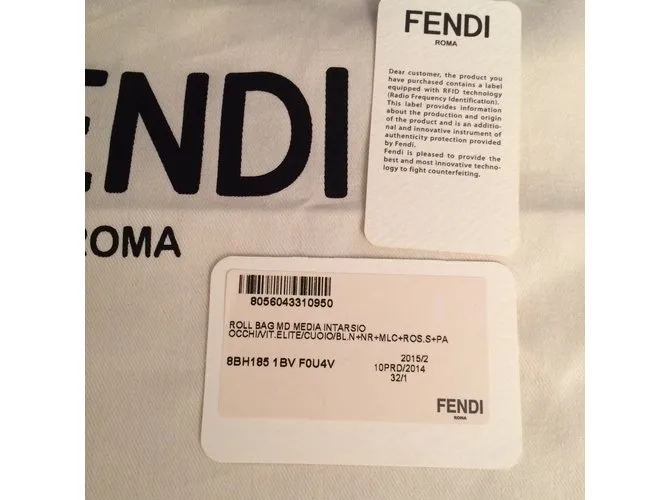 FENDI
ROMA
Dear customer, the product you
have purchased contains a label
equipped with RFID technology
(Radio Frequency Identification).
This label provides information
about the production and origin
of the product and is an additio-
nal and innovative instrument of
authenticity protection provided
by Fendi.
Fendi is pleased to provide the
best and most innovative techno-
logy to fight counterfeiting.
ENDI
ROMA
8056043310950
ROLL BAG MD MEDIA INTARSIO
OCCHI/VIT.ELITE/CUOIO/BL.N+NR+MLC+ROS.S+PA
8BH185 1BV F0U4V
2015/2
10PRD/2014
32/1
FENDI
ROMA